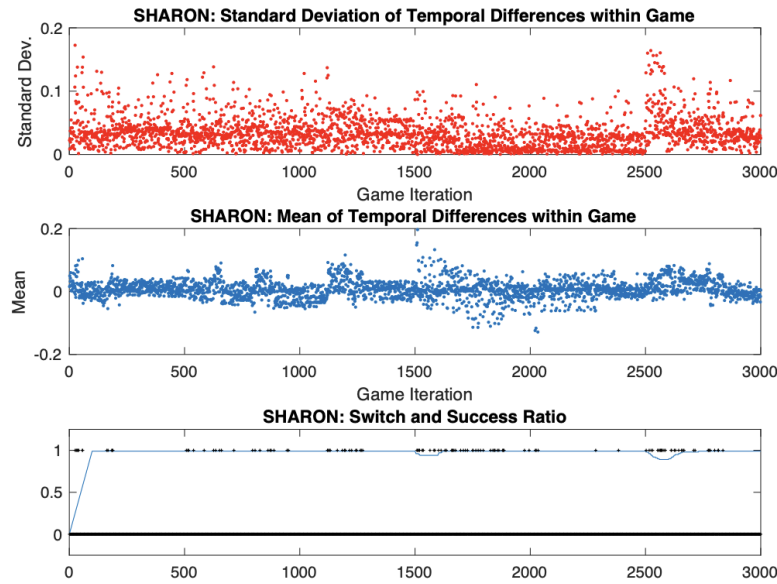 SHARON: Standard Deviation of Temporal Differences within Game
Standard Dev.
0.2
0.1
0
0 500 1000 1500 2000 2500 3000
Game Iteration
SHARON: Mean of Temporal Differences within Game
Mean
0.2
0
-0.2
0 500 1000 1500 2000 2500 3000
Game Iteration
SHARON: Switch and Success Ratio
1
0.5
0
0 500 1000 1500 2000 2500 3000